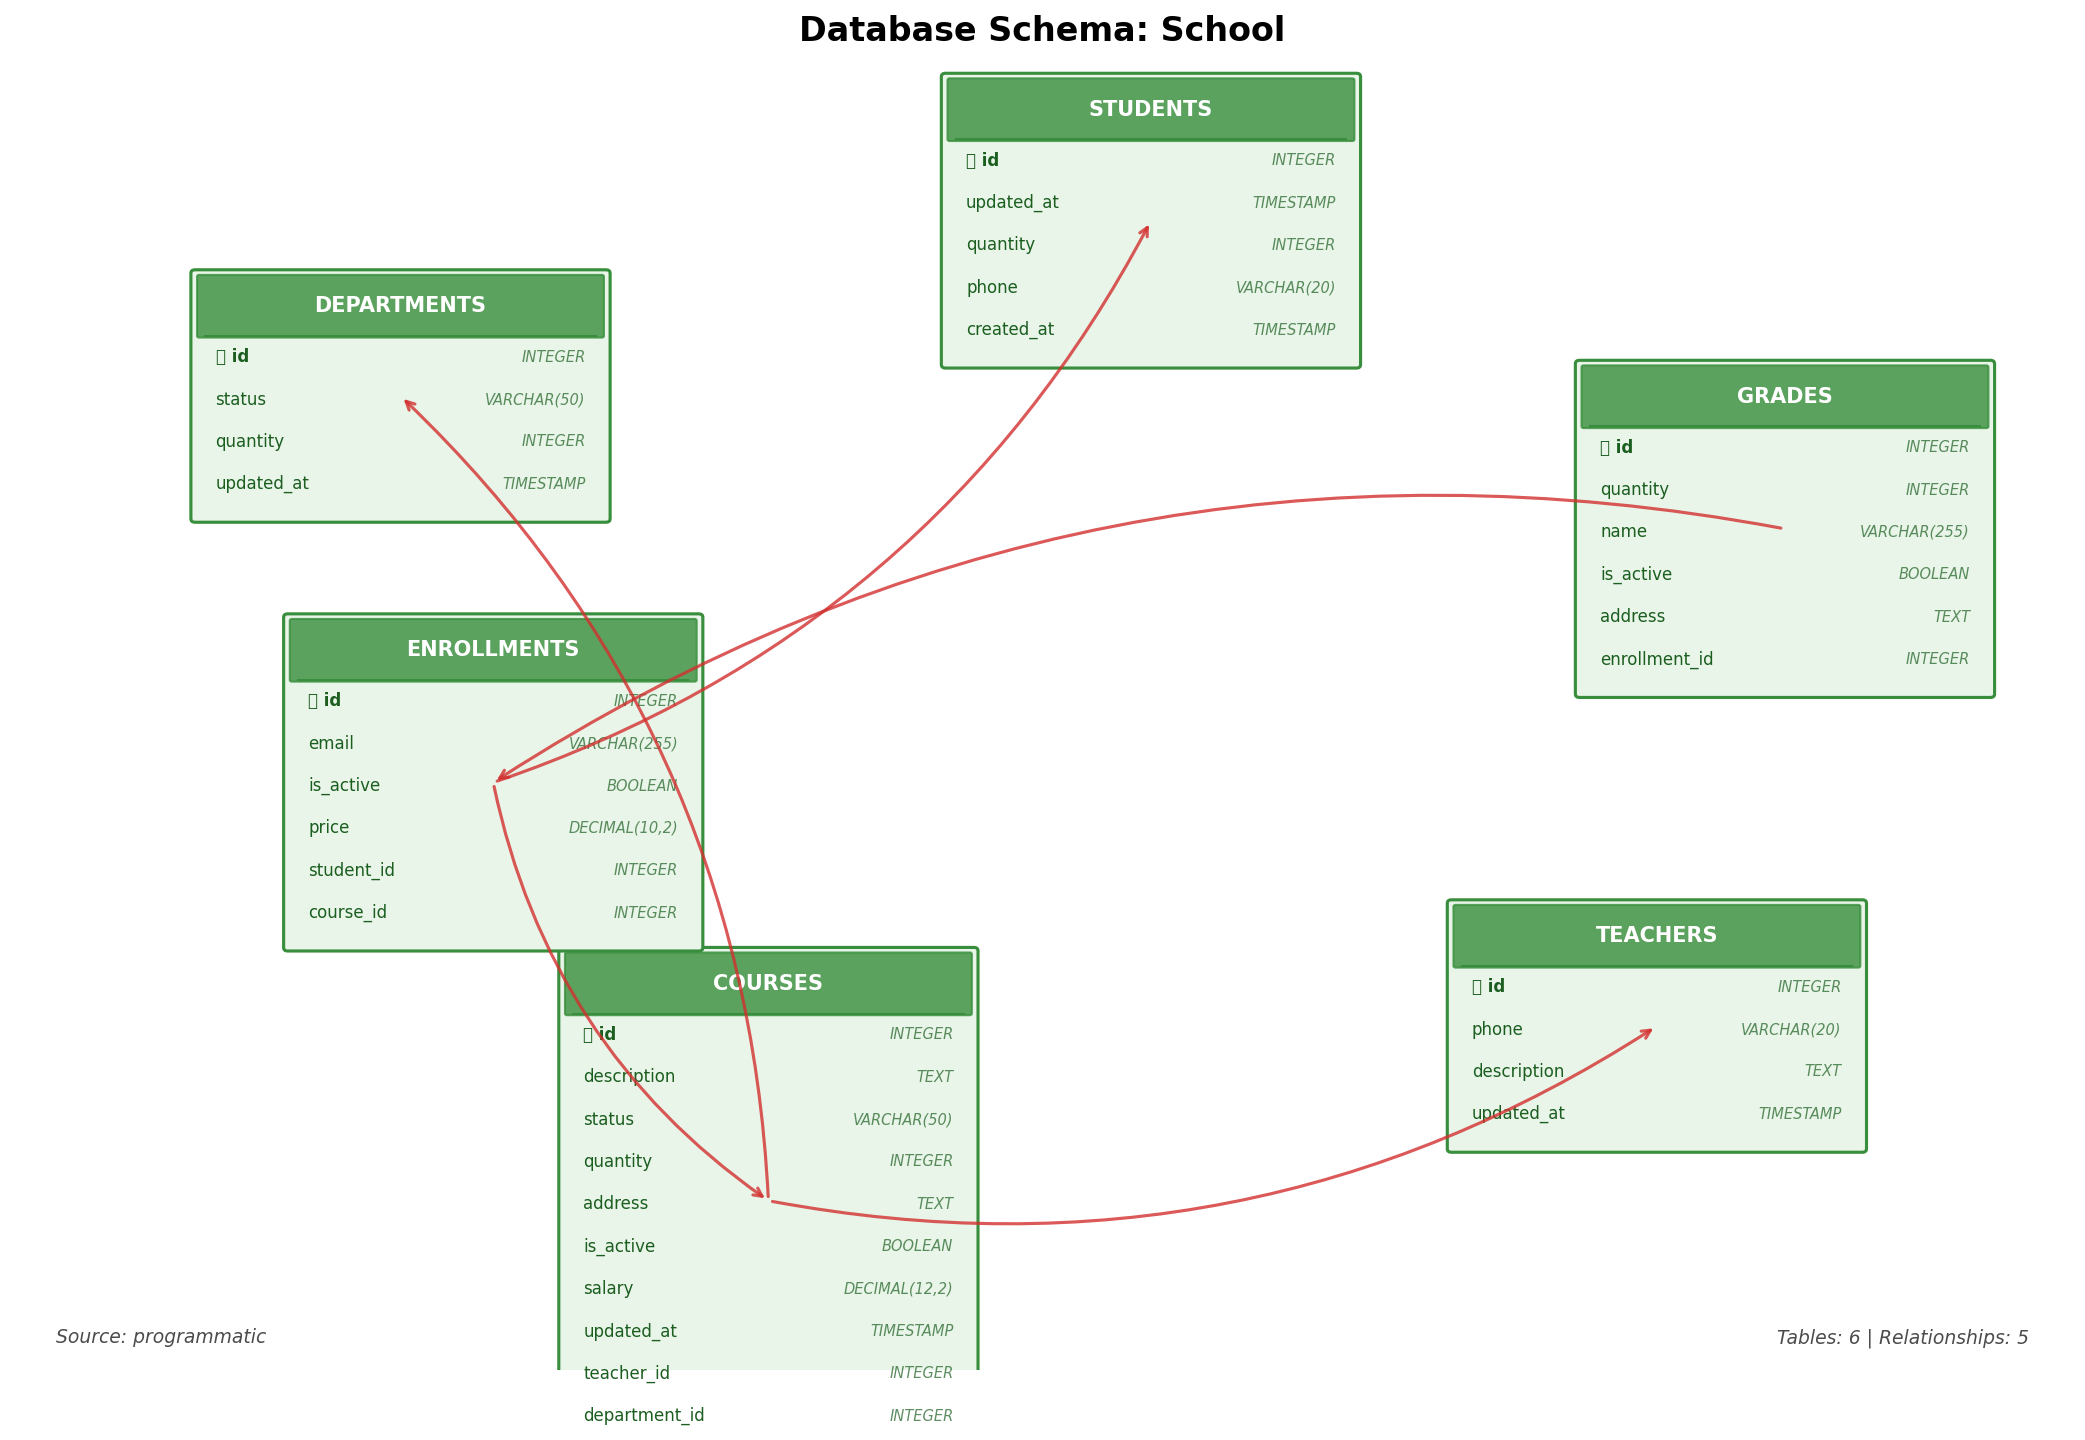 Database Schema: School
STUDENTS
id INTEGER
updated_at TIMESTAMP
quantity INTEGER
phone VARCHAR(20)
created_at TIMESTAMP
DEPARTMENTS
id INTEGER
status VARCHAR(50)
quantity INTEGER
updated_at TIMESTAMP
GRADES
id INTEGER
quantity INTEGER
name VARCHAR(255)
is_active BOOLEAN
address TEXT
enrollment_id INTEGER
ENROLLMENTS
id INTEGER
email VARCHAR(255)
is_active BOOLEAN
price DECIMAL(10,2)
student_id INTEGER
course_id INTEGER
TEACHERS
id INTEGER
phone VARCHAR(20)
description TEXT
updated_at TIMESTAMP
COURSES
id INTEGER
description TEXT
status VARCHAR(50)
quantity INTEGER
address TEXT
is_active BOOLEAN
salary DECIMAL(12,2)
updated_at TIMESTAMP
teacher_id INTEGER
department_id INTEGER
Source: programmatic
Tables: 6 | Relationships: 5